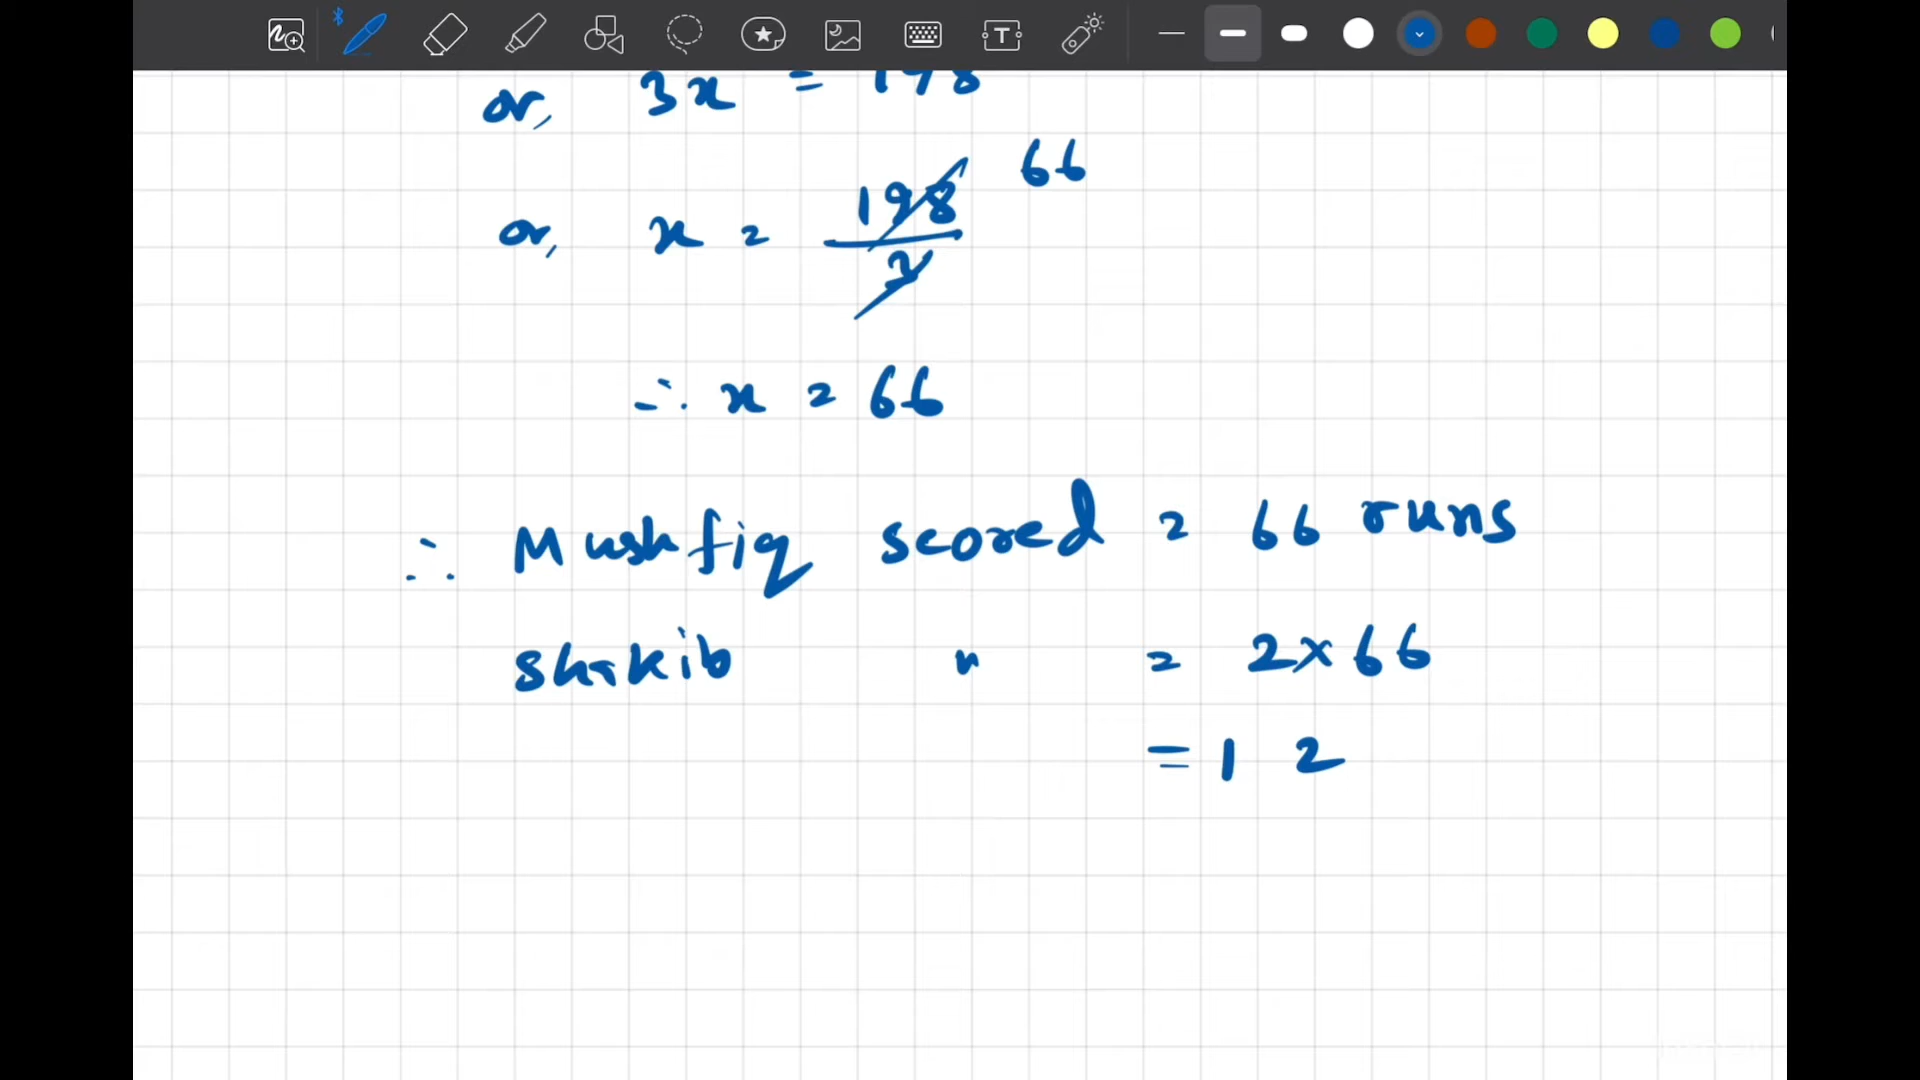 or, 3x = 198
66
or, x = 198/3
∴ x = 66
∴ Mushfiq scored = 66 runs
Shakib " = 2×66
= 1 2